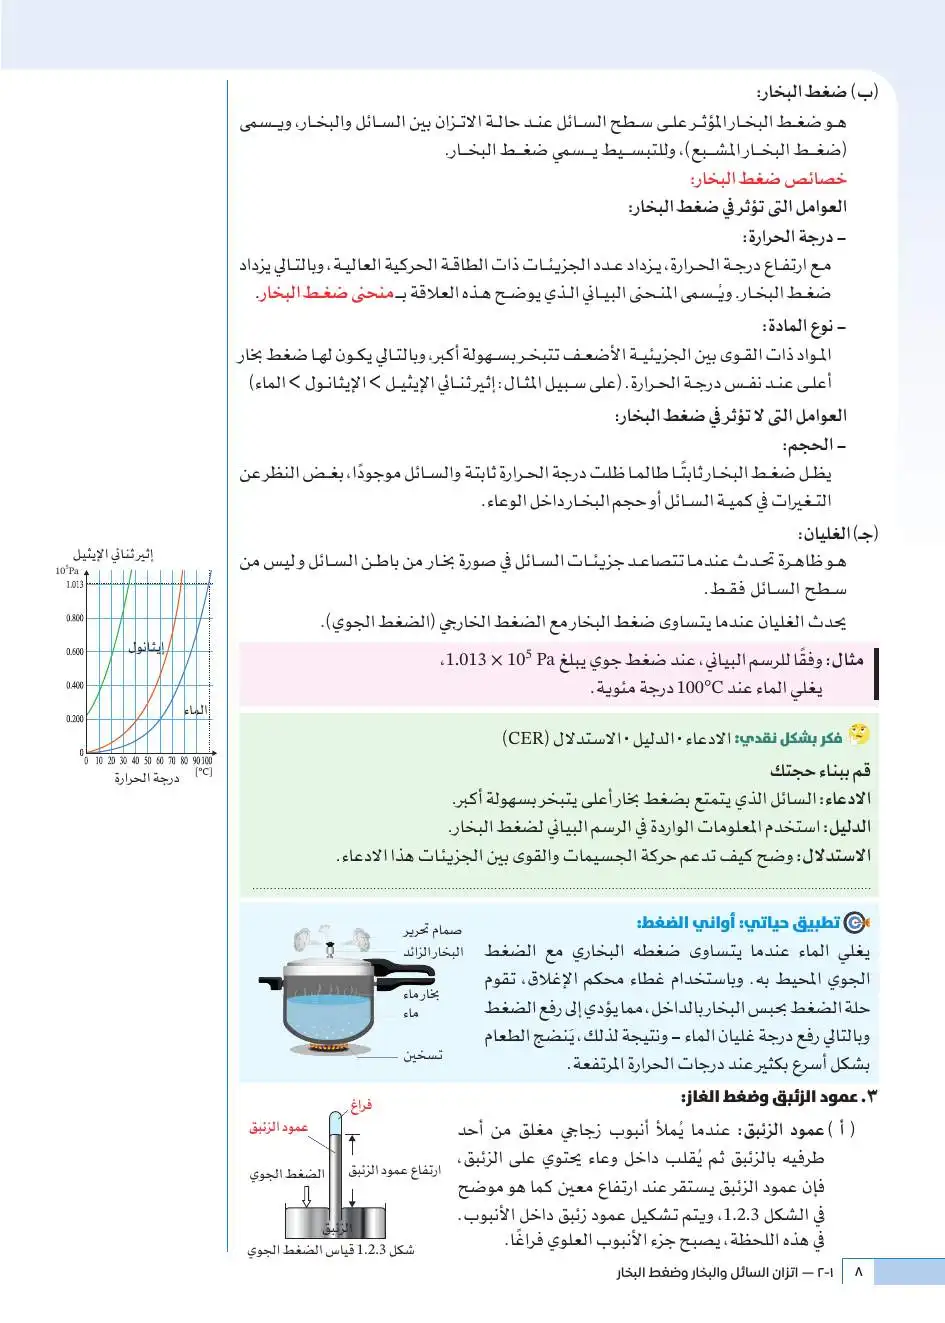 (ب) ضغط البخار:
هو ضغط البخار المؤثر على سطح السائل عند حالة الاتزان بين السائل والبخار، ويسمى
(ضغط البخار المشبع)، وللتبسيط يسمي ضغط البخار.
خصائص ضغط البخار:
العوامل التى تؤثر في ضغط البخار:
– درجة الحرارة:
مع ارتفاع درجة الحرارة، يزداد عدد الجزيئات ذات الطاقة الحركية العالية، وبالتالي يزداد
ضغط البخار. ويُسمى المنحنى البياني الذي يوضح هذه العلاقة بـ منحنى ضغط البخار.
– نوع المادة:
المواد ذات القوى بين الجزيئية الأضعف تتبخر بسهولة أكبر، وبالتالي يكون لها ضغط بخار
أعلى عند نفس درجة الحرارة. (على سبيل المثال: إثير ثنائي الإيثيل > الإيثانول > الماء)
العوامل التى لا تؤثر في ضغط البخار:
– الحجم:
يظل ضغط البخار ثابتًا طالما ظلت درجة الحرارة ثابتة والسائل موجودًا، بغض النظر عن
التغيرات في كمية السائل أو حجم البخار داخل الوعاء.
(جـ) الغليان:
هو ظاهرة تحدث عندما تتصاعد جزيئات السائل في صورة بخار من باطن السائل وليس من
سطح السائل فقط.
يحدث الغليان عندما يتساوى ضغط البخار مع الضغط الخارجي (الضغط الجوي).
إثير ثنائي الإيثيل
10⁵Pa
1.013
0.800
0.600
0.400
0.200
0
إيثانول
الماء
0 10 20 30 40 50 60 70 80 90 100
[°C]
درجة الحرارة
مثال: وفقًا للرسم البياني، عند ضغط جوي يبلغ 1.013 × 10⁵ Pa،
يغلي الماء عند 100°C درجة مئوية.
فكر بشكل نقدي: الادعاء • الدليل • الاستدلال (CER)
قم ببناء حجتك
الادعاء: السائل الذي يتمتع بضغط بخار أعلى يتبخر بسهولة أكبر.
الدليل: استخدم المعلومات الواردة في الرسم البياني لضغط البخار.
الاستدلال: وضح كيف تدعم حركة الجسيمات والقوى بين الجزيئات هذا الادعاء.
تطبيق حياتي: أواني الضغط:
يغلي الماء عندما يتساوى ضغطه البخاري مع الضغط
الجوي المحيط به. وباستخدام غطاء محكم الإغلاق، تقوم
حلة الضغط بحبس البخار بالداخل، مما يؤدي إلى رفع الضغط
وبالتالي رفع درجة غليان الماء – ونتيجة لذلك، يَنضج الطعام
بشكل أسرع بكثير عند درجات الحرارة المرتفعة.
صمام تحرير
البخار الزائد
بخار ماء
ماء
تسخين
٣. عمود الزئبق وضغط الغاز:
( أ ) عمود الزئبق: عندما يُملأ أنبوب زجاجي مغلق من أحد
طرفيه بالزئبق ثم يُقلب داخل وعاء يحتوي على الزئبق،
فإن عمود الزئبق يستقر عند ارتفاع معين كما هو موضح
في الشكل 1.2.3، ويتم تشكيل عمود زئبق داخل الأنبوب.
في هذه اللحظة، يصبح جزء الأنبوب العلوي فراغًا.
فراغ
عمود الزئبق
ارتفاع عمود الزئبق
الضغط الجوي
الزئبق
شكل 1.2.3 قياس الضغط الجوي
٨
٢-١ — اتزان السائل والبخار وضغط البخار